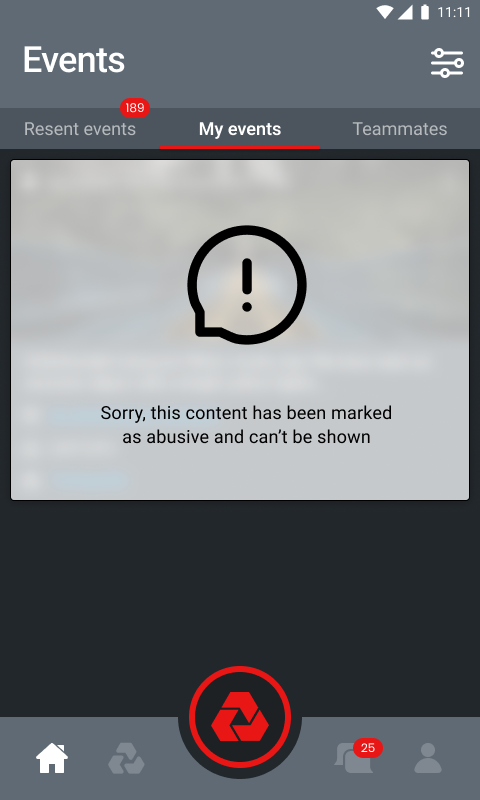 11:11
Events
189
Resent events
My events
Teammates
Sorry, this content has been marked
as abusive and can’t be shown
25